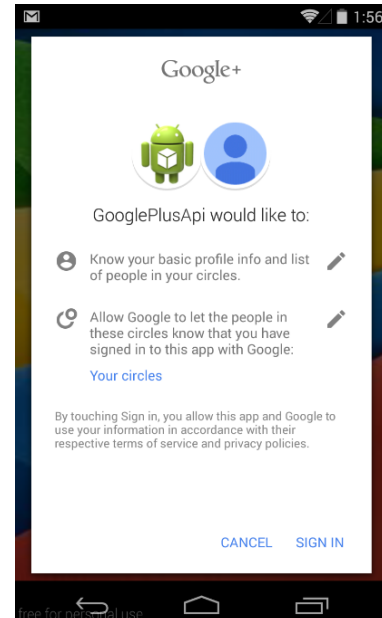 1:56
Google+
GooglePlusApi would like to:
Know your basic profile info and list
of people in your circles.
Allow Google to let the people in
these circles know that you have
signed in to this app with Google:
Your circles
By touching Sign in, you allow this app and Google to
use your information in accordance with their
respective terms of service and privacy policies.
CANCEL SIGN IN
free for personal use